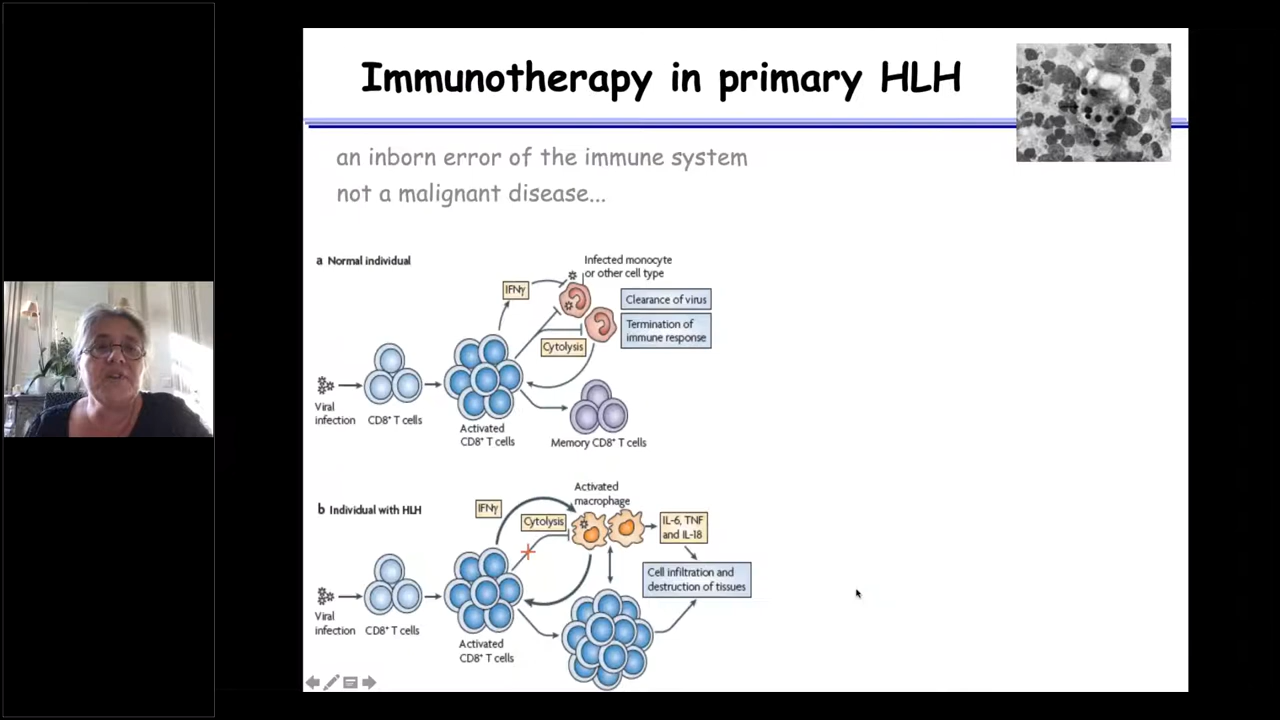 Immunotherapy in primary HLH
an inborn error of the immune system
not a malignant disease...
a Normal individual
Infected monocyte
or other cell type
IFNγ
Clearance of virus
Termination of
immune response
Cytolysis
Viral
infection
CD8⁺ T cells
Activated
CD8⁺ T cells
Memory CD8⁺ T cells
b Individual with HLH
Activated
macrophage
IFNγ
Cytolysis
IL-6, TNF
and IL-18
Cell infiltration and
destruction of tissues
Viral
infection
CD8⁺ T cells
Activated
CD8⁺ T cells